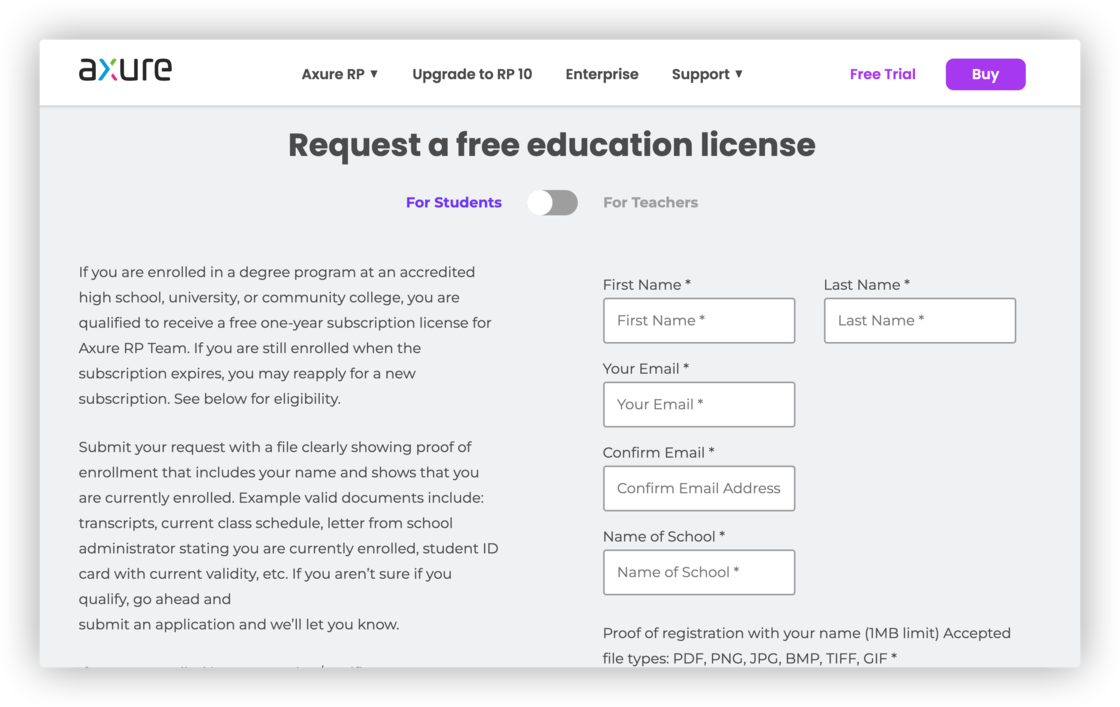 axure
Axure RP ▼
Upgrade to RP 10
Enterprise
Support ▼
Free Trial
Buy
Request a free education license
For Students
For Teachers
If you are enrolled in a degree program at an accredited
high school, university, or community college, you are
qualified to receive a free one-year subscription license for
Axure RP Team. If you are still enrolled when the
subscription expires, you may reapply for a new
subscription. See below for eligibility.
Submit your request with a file clearly showing proof of
enrollment that includes your name and shows that you
are currently enrolled. Example valid documents include:
transcripts, current class schedule, letter from school
administrator stating you are currently enrolled, student ID
card with current validity, etc. If you aren’t sure if you
qualify, go ahead and
submit an application and we’ll let you know.
First Name *
First Name *
Last Name *
Last Name *
Your Email *
Your Email *
Confirm Email *
Confirm Email Address
Name of School *
Name of School *
Proof of registration with your name (1MB limit) Accepted
file types: PDF, PNG, JPG, BMP, TIFF, GIF *